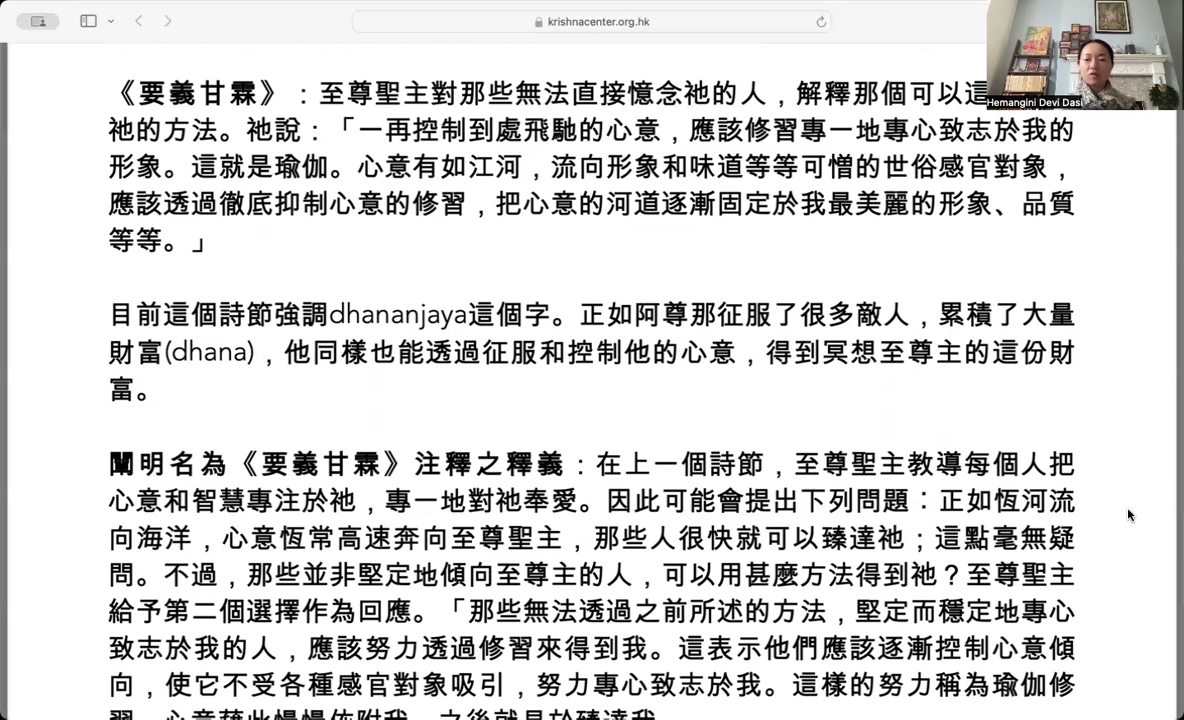 krishnacenter.org.hk
Hemangini Devi Dasi
《要義甘霖》：至尊聖主對那些無法直接憶念祂的人，解釋那個可以這
祂的方法。祂說：「一再控制到處飛馳的心意，應該修習專一地專心致志於我的
形象。這就是瑜伽。心意有如江河，流向形象和味道等等可憎的世俗感官對象，
應該透過徹底抑制心意的修習，把心意的河道逐漸固定於我最美麗的形象、品質
等等。」
目前這個詩節強調dhananjaya這個字。正如阿尊那征服了很多敵人，累積了大量
財富(dhana)，他同樣也能透過征服和控制他的心意，得到冥想至尊主的這份財
富。
闡明名為《要義甘霖》注釋之釋義：在上一個詩節，至尊聖主教導每個人把
心意和智慧專注於祂，專一地對祂奉愛。因此可能會提出下列問題：正如恆河流
向海洋，心意恆常高速奔向至尊聖主，那些人很快就可以臻達祂；這點毫無疑
問。不過，那些並非堅定地傾向至尊主的人，可以用甚麼方法得到祂？至尊聖主
給予第二個選擇作為回應。「那些無法透過之前所述的方法，堅定而穩定地專心
致志於我的人，應該努力透過修習來得到我。這表示他們應該逐漸控制心意傾
向，使它不受各種感官對象吸引，努力專心致志於我。這樣的努力稱為瑜伽修
習，心意藉此慢慢依附我，之後就是於臻達我